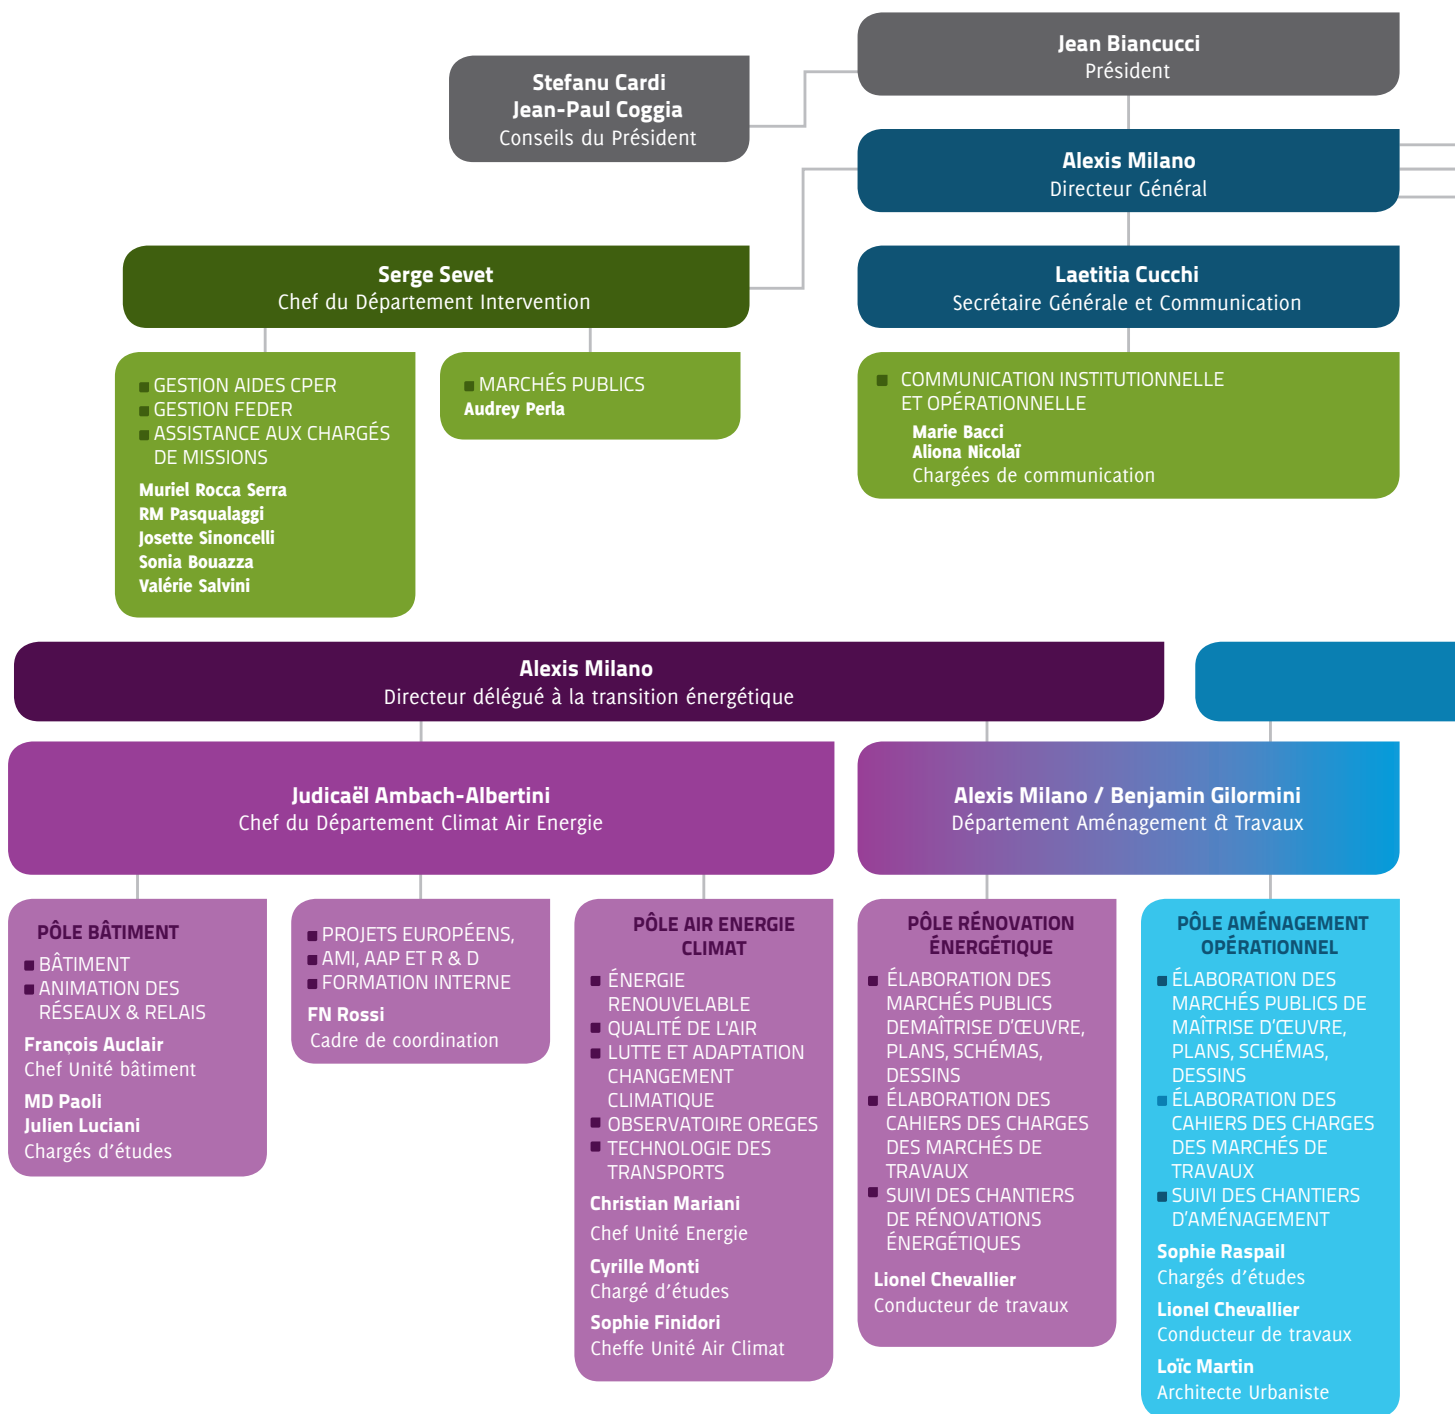 Jean Biancucci
Président
Stefanu Cardi
Jean-Paul Coggia
Conseils du Président
Alexis Milano
Directeur Général
Serge Sevet
Chef du Département Intervention
Laetitia Cucchi
Secrétaire Générale et Communication
GESTION AIDES CPER
GESTION FEDER
ASSISTANCE AUX CHARGÉS
DE MISSIONS
Muriel Rocca Serra
RM Pasqualaggi
Josette Sinoncelli
Sonia Bouazza
Valérie Salvini
MARCHÉS PUBLICS
Audrey Perla
COMMUNICATION INSTITUTIONNELLE
ET OPÉRATIONNELLE
Marie Bacci
Aliona Nicolaï
Chargées de communication
Alexis Milano
Directeur délégué à la transition énergétique
Judicaël Ambach-Albertini
Chef du Département Climat Air Energie
Alexis Milano / Benjamin Gilormini
Département Aménagement & Travaux
PÔLE BÂTIMENT
BÂTIMENT
ANIMATION DES
RÉSEAUX & RELAIS
François Auclair
Chef Unité bâtiment
MD Paoli
Julien Luciani
Chargés d’études
PROJETS EUROPÉENS,
AMI, AAP ET R & D
FORMATION INTERNE
FN Rossi
Cadre de coordination
PÔLE AIR ENERGIE
CLIMAT
ÉNERGIE
RENOUVELABLE
QUALITÉ DE L'AIR
LUTTE ET ADAPTATION
CHANGEMENT
CLIMATIQUE
OBSERVATOIRE OREGES
TECHNOLOGIE DES
TRANSPORTS
Christian Mariani
Chef Unité Energie
Cyrille Monti
Chargé d’études
Sophie Finidori
Cheffe Unité Air Climat
PÔLE RÉNOVATION
ÉNERGÉTIQUE
ÉLABORATION DES
MARCHÉS PUBLICS
DEMAÎTRISE D’ŒUVRE,
PLANS, SCHÉMAS,
DESSINS
ÉLABORATION DES
CAHIERS DES CHARGES
DES MARCHÉS DE
TRAVAUX
SUIVI DES CHANTIERS
DE RÉNOVATIONS
ÉNERGÉTIQUES
Lionel Chevallier
Conducteur de travaux
PÔLE AMÉNAGEMENT
OPÉRATIONNEL
ÉLABORATION DES
MARCHÉS PUBLICS DE
MAÎTRISE D’ŒUVRE,
PLANS, SCHÉMAS,
DESSINS
ÉLABORATION DES
CAHIERS DES CHARGES
DES MARCHÉS DE
TRAVAUX
SUIVI DES CHANTIERS
D’AMÉNAGEMENT
Sophie Raspail
Chargés d’études
Lionel Chevallier
Conducteur de travaux
Loïc Martin
Architecte Urbaniste